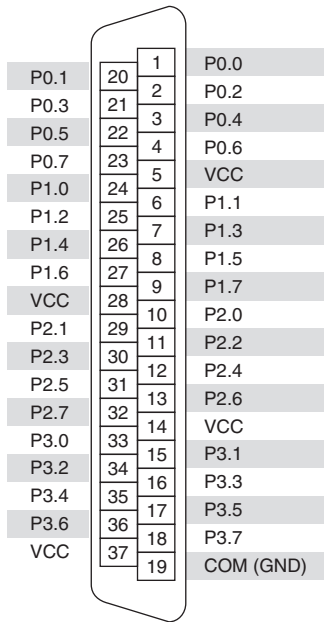 1 P0.0
P0.1 20
2 P0.2
P0.3 21
3 P0.4
P0.5 22
4 P0.6
P0.7 23
5 VCC
P1.0 24
6 P1.1
P1.2 25
7 P1.3
P1.4 26
8 P1.5
P1.6 27
9 P1.7
VCC 28
10 P2.0
P2.1 29
11 P2.2
P2.3 30
12 P2.4
P2.5 31
13 P2.6
P2.7 32
14 VCC
P3.0 33
15 P3.1
P3.2 34
16 P3.3
P3.4 35
17 P3.5
P3.6 36
18 P3.7
VCC 37
19 COM (GND)